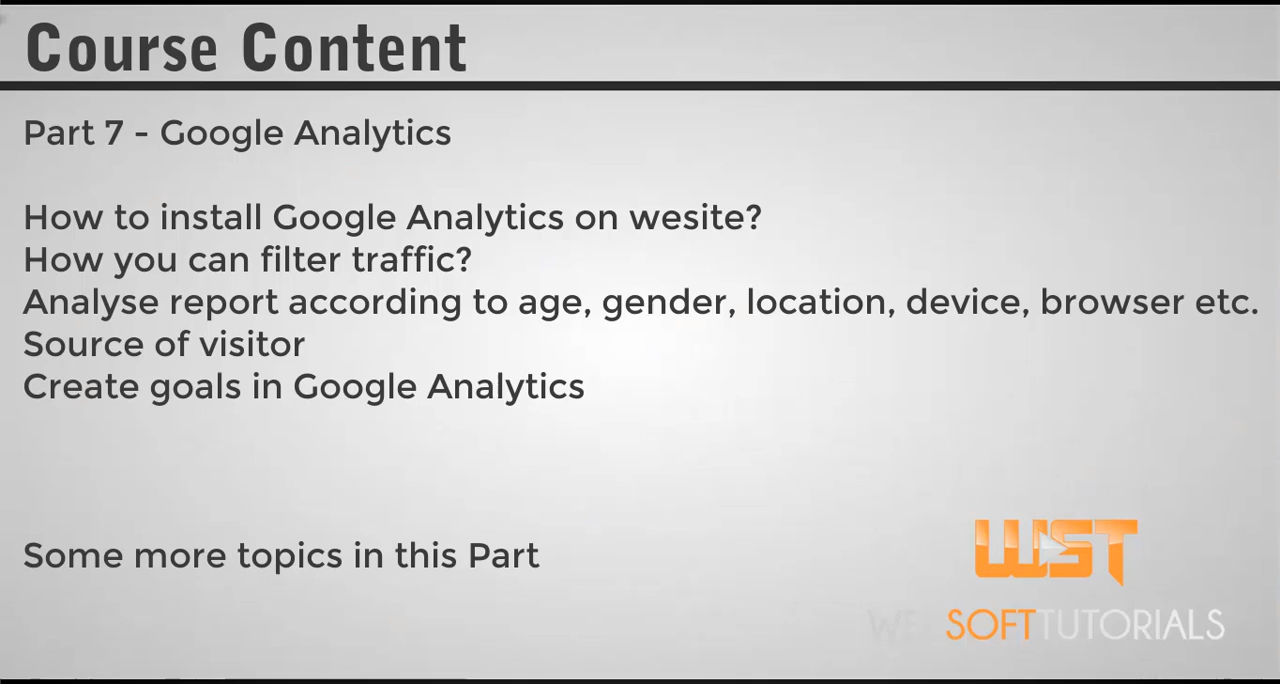 Course Content
Part 7 - Google Analytics
How to install Google Analytics on wesite?
How you can filter traffic?
Analyse report according to age, gender, location, device, browser etc.
Source of visitor
Create goals in Google Analytics
Some more topics in this Part
WST
SOFTTUTORIALS